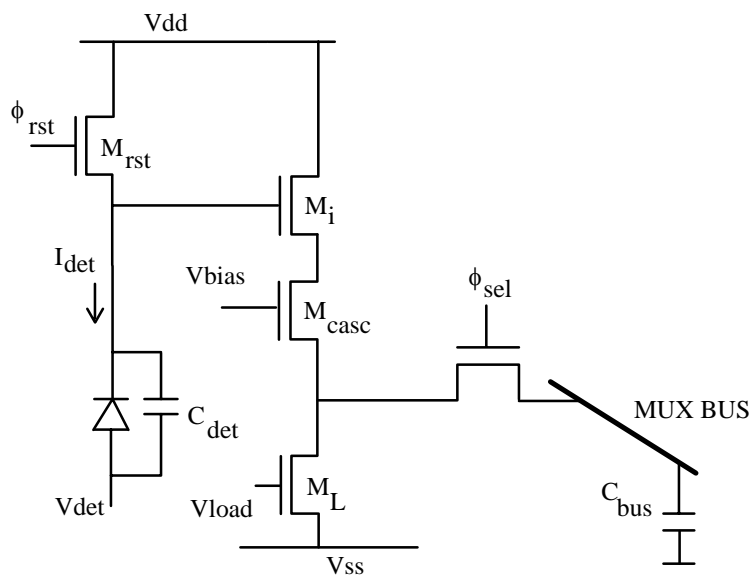 Vdd
ϕrst
Mrst
Mi
Idet
Vbias
Mcasc
ϕsel
MUX BUS
Cdet
Vdet
Vload
ML
Cbus
Vss